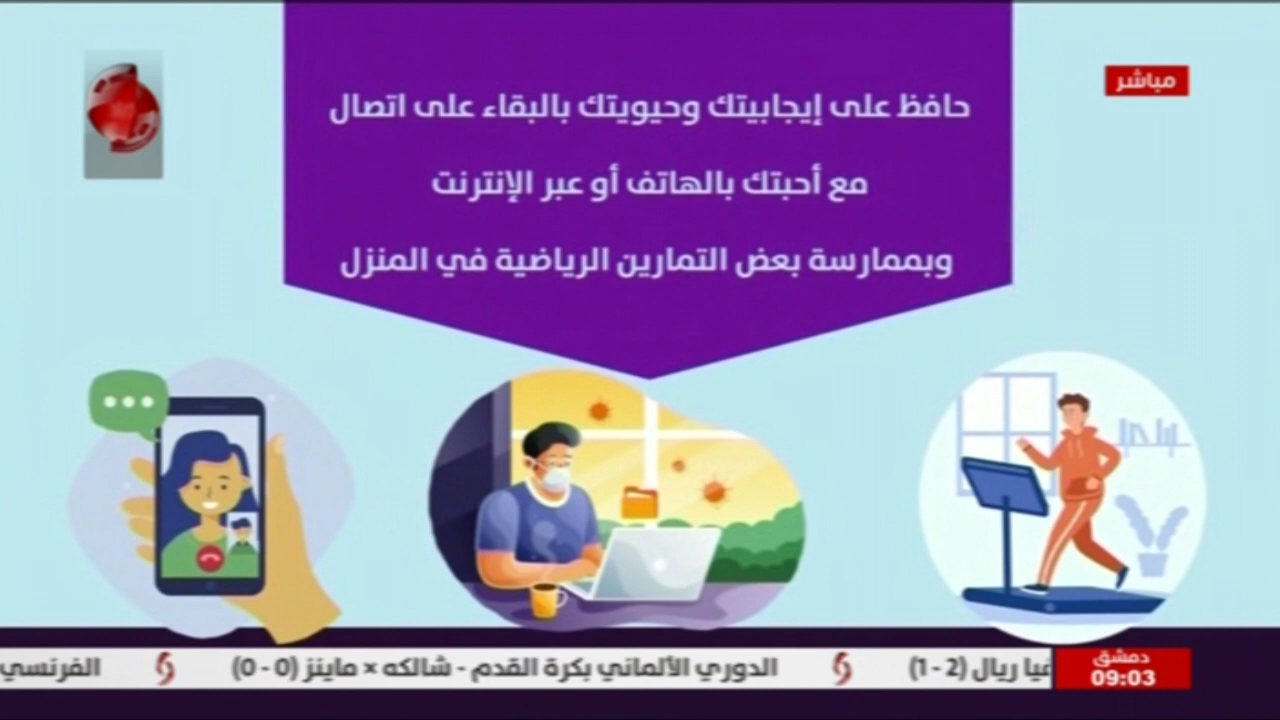 مباشر
حافظ على إيجابيتك وحيويتك بالبقاء على اتصال
مع أحبتك بالهاتف أو عبر الإنترنت
وبممارسة بعض التمارين الرياضية في المنزل
دمشق
09:03
ريال (2 - 1) الدوري الألماني بكرة القدم - شالكه × ماينز (0 - 0) الفرنسي